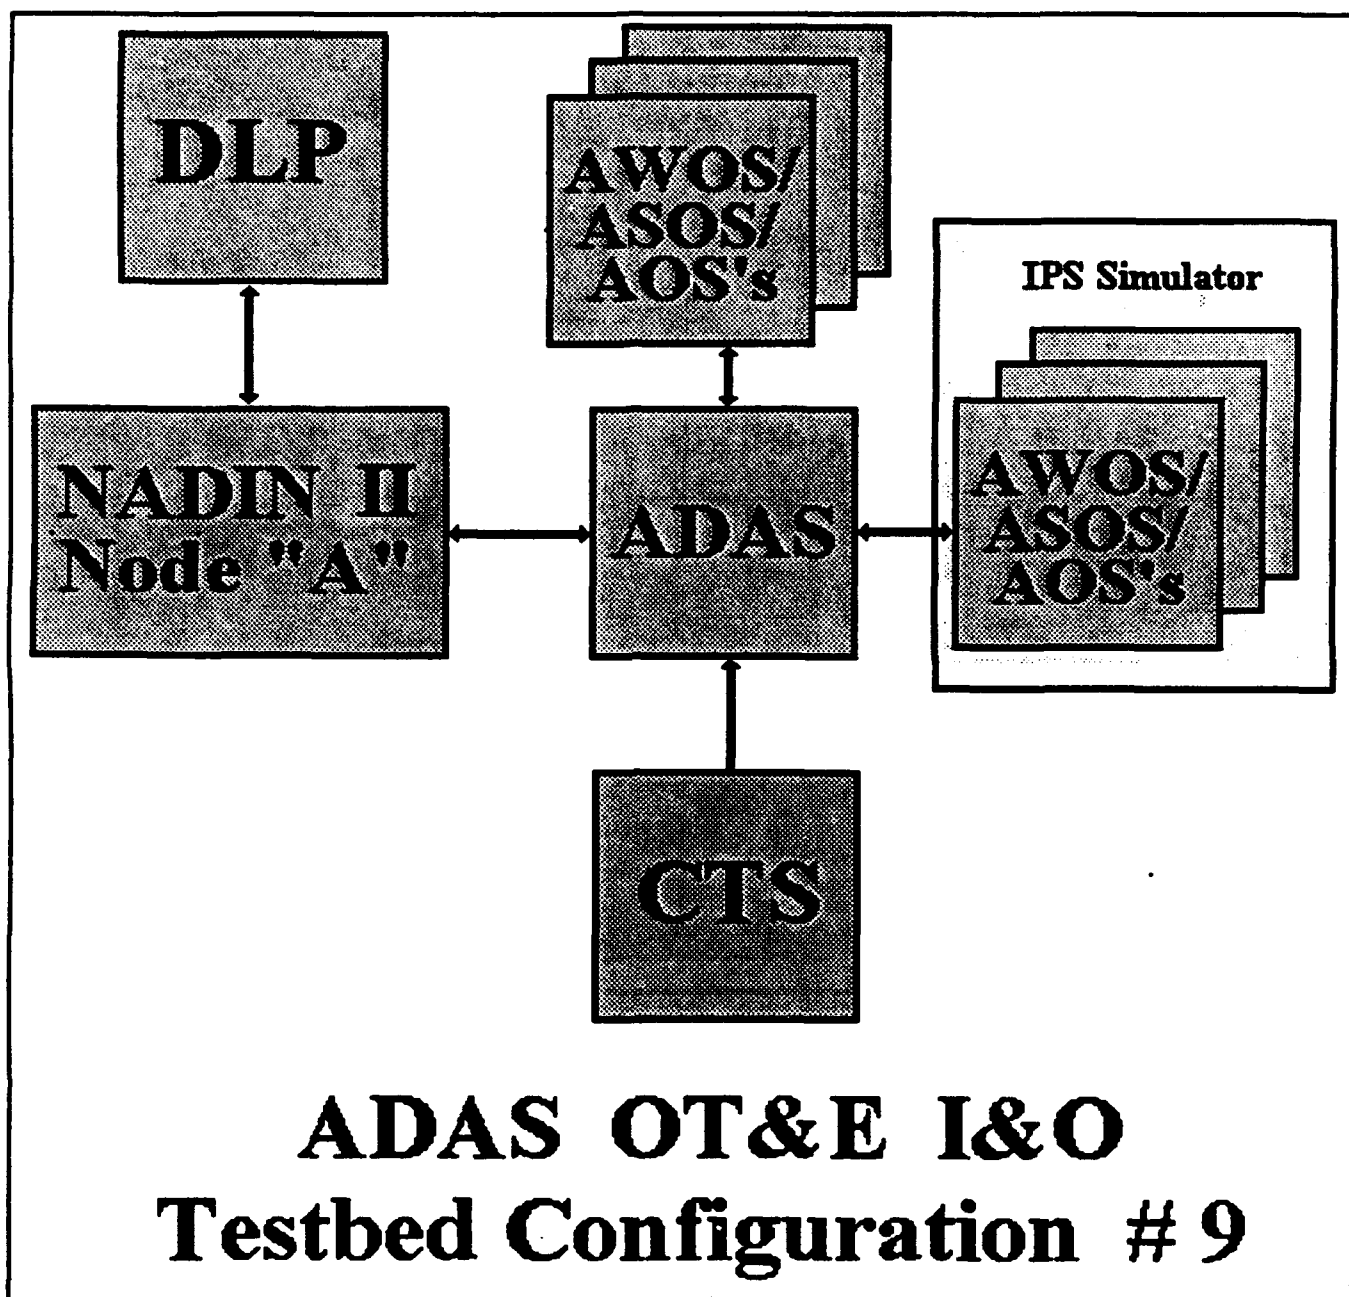 DLP
AWOS/
ASOS/
AOS's
IPS Simulator
AWOS/
ASOS/
AOS's
NADIN II
Node "A"
ADAS
CTS
ADAS OT&E I&O
Testbed Configuration # 9